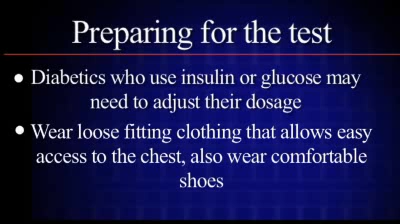 Preparing for the test
• Diabetics who use insulin or glucose may
need to adjust their dosage
• Wear loose fitting clothing that allows easy
access to the chest, also wear comfortable
shoes